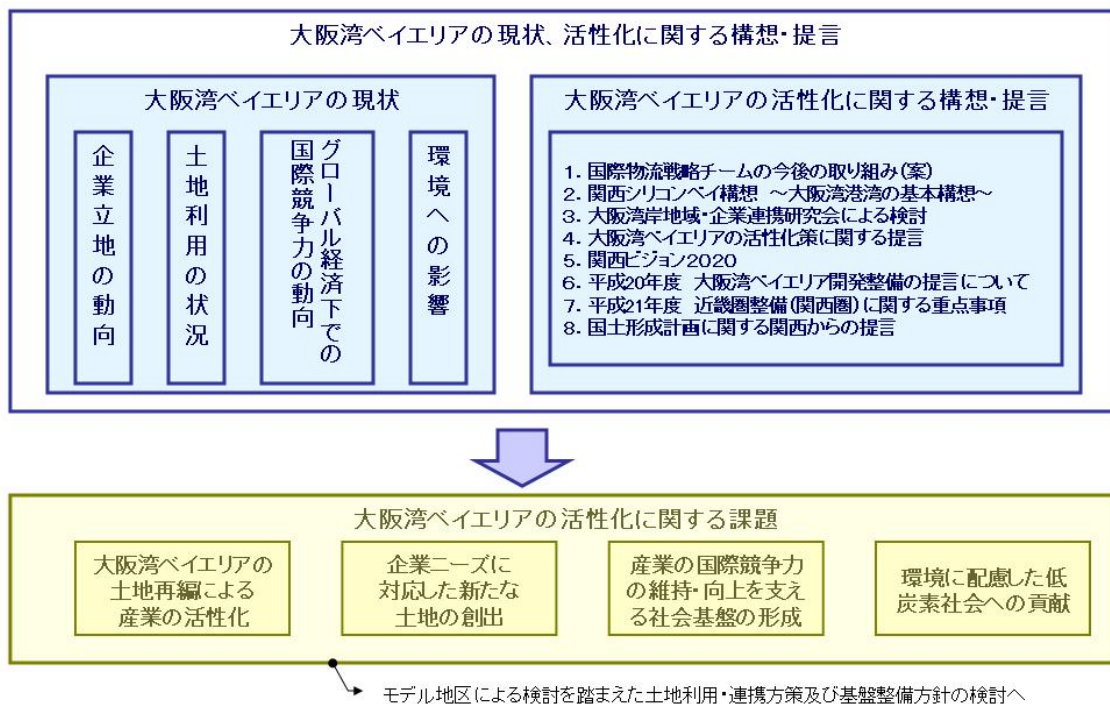 大阪湾ベイエリアの現状、活性化に関する構想・提言
大阪湾ベイエリアの現状
企業立地の動向
土地利用の状況
グローバル経済下での
国際競争力の動向
環境への影響
大阪湾ベイエリアの活性化に関する構想・提言
1. 国際物流戦略チームの今後の取り組み(案)
2. 関西シリコンベイ構想 ~大阪湾港湾の基本構想~
3. 大阪湾岸地域・企業連携研究会による検討
4. 大阪湾ベイエリアの活性化策に関する提言
5. 関西ビジョン2020
6. 平成20年度 大阪湾ベイエリア開発整備の提言について
7. 平成21年度 近畿圏整備(関西圏)に関する重点事項
8. 国土形成計画に関する関西からの提言
大阪湾ベイエリアの活性化に関する課題
大阪湾ベイエリアの
土地再編による
産業の活性化
企業ニーズに
対応した新たな
土地の創出
産業の国際競争力
の維持・向上を支え
る社会基盤の形成
環境に配慮した低
炭素社会への貢献
モデル地区による検討を踏まえた土地利用・連携方策及び基盤整備方針の検討へ